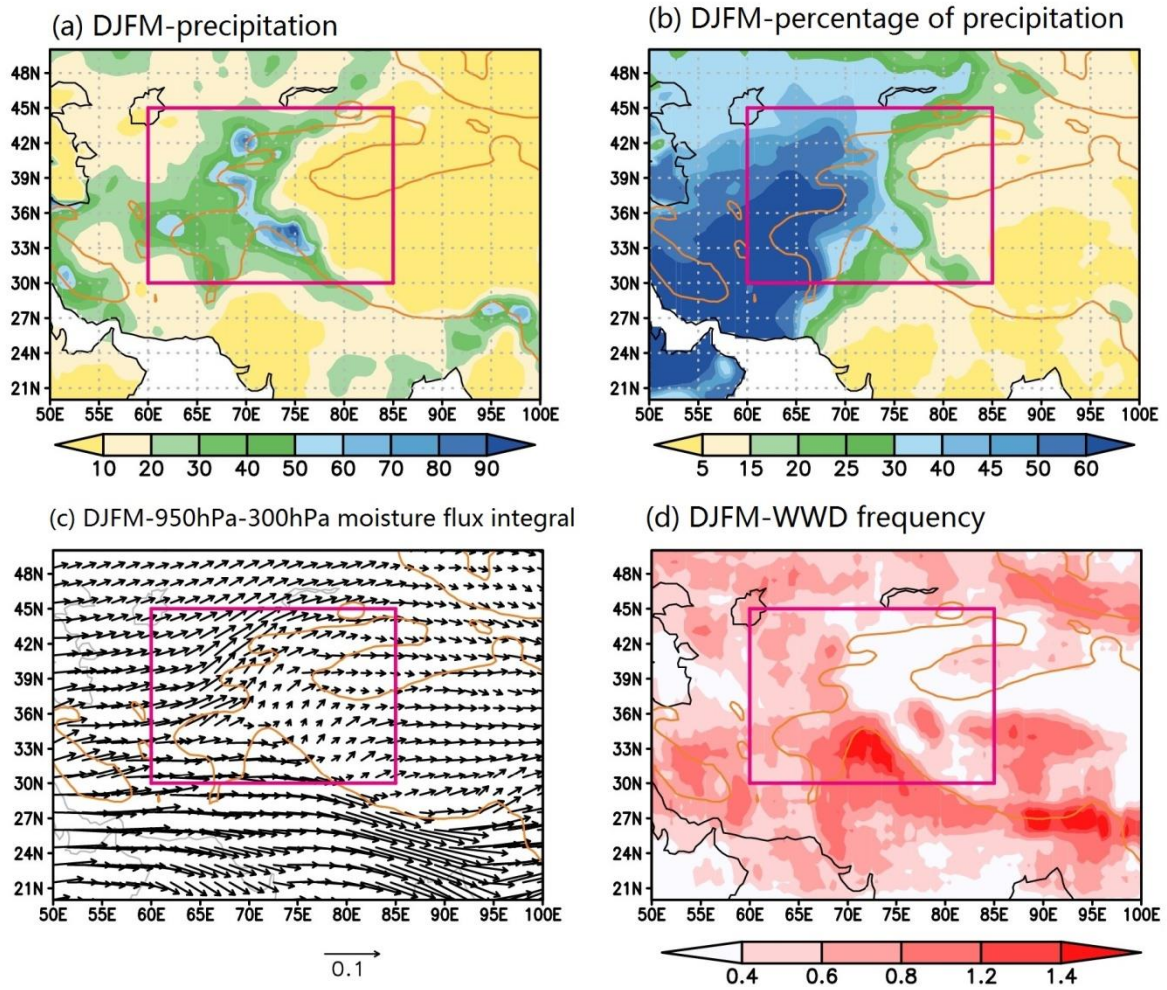 (a) DJFM-precipitation
48N
45N
42N
39N
36N
33N
30N
27N
24N
21N
50E 55E 60E 65E 70E 75E 80E 85E 90E 95E 100E
10 20 30 40 50 60 70 80 90
(b) DJFM-percentage of precipitation
48N
45N
42N
39N
36N
33N
30N
27N
24N
21N
50E 55E 60E 65E 70E 75E 80E 85E 90E 95E 100E
5 15 20 25 30 40 45 50 60
(c) DJFM-950hPa-300hPa moisture flux integral
48N
45N
42N
39N
36N
33N
30N
27N
24N
21N
50E 55E 60E 65E 70E 75E 80E 85E 90E 95E 100E
0.1
(d) DJFM-WWD frequency
48N
45N
42N
39N
36N
33N
30N
27N
24N
21N
50E 55E 60E 65E 70E 75E 80E 85E 90E 95E 100E
0.4 0.6 0.8 1.2 1.4